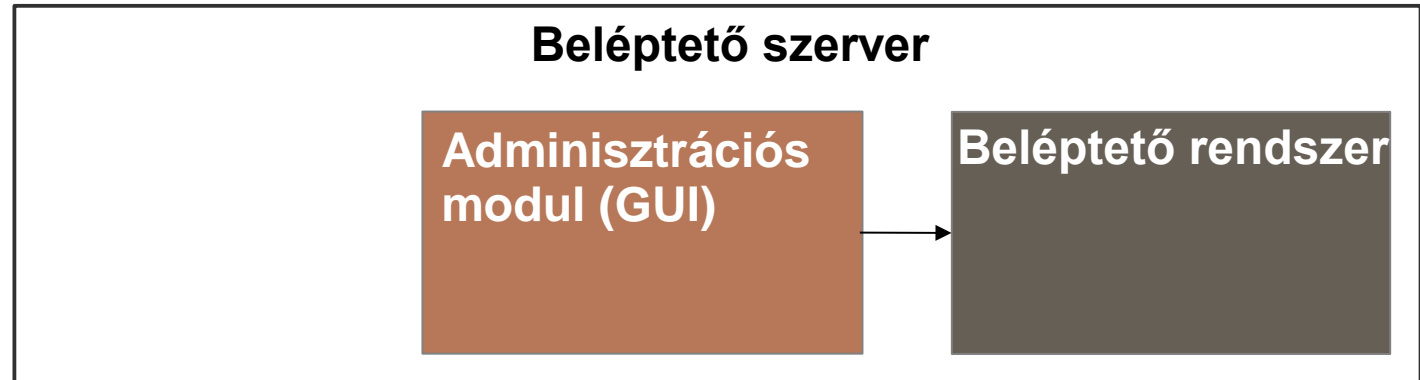 Beléptető szerver
Adminisztrációs
modul (GUI)
Beléptető rendszer